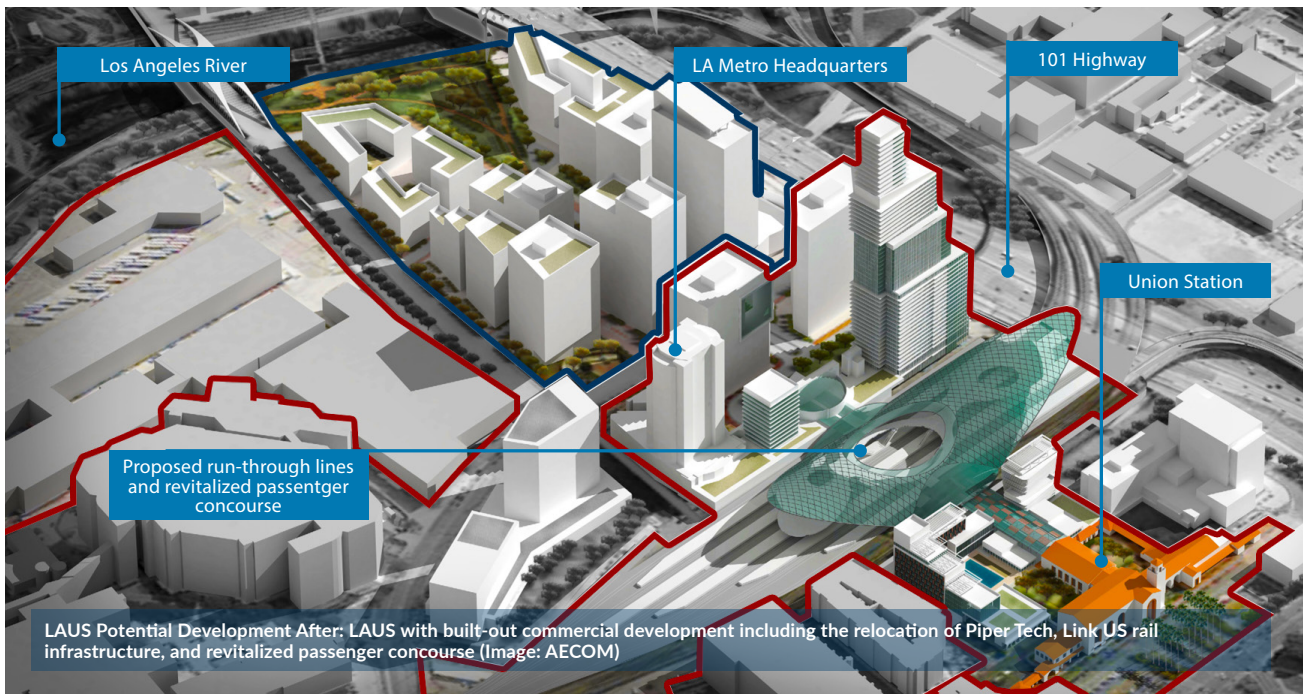 Los Angeles River
LA Metro Headquarters
101 Highway
Union Station
Proposed run-through lines
and revitalized passentger
concourse
LAUS Potential Development After: LAUS with built-out commercial development including the relocation of Piper Tech, Link US rail
infrastructure, and revitalized passenger concourse (Image: AECOM)